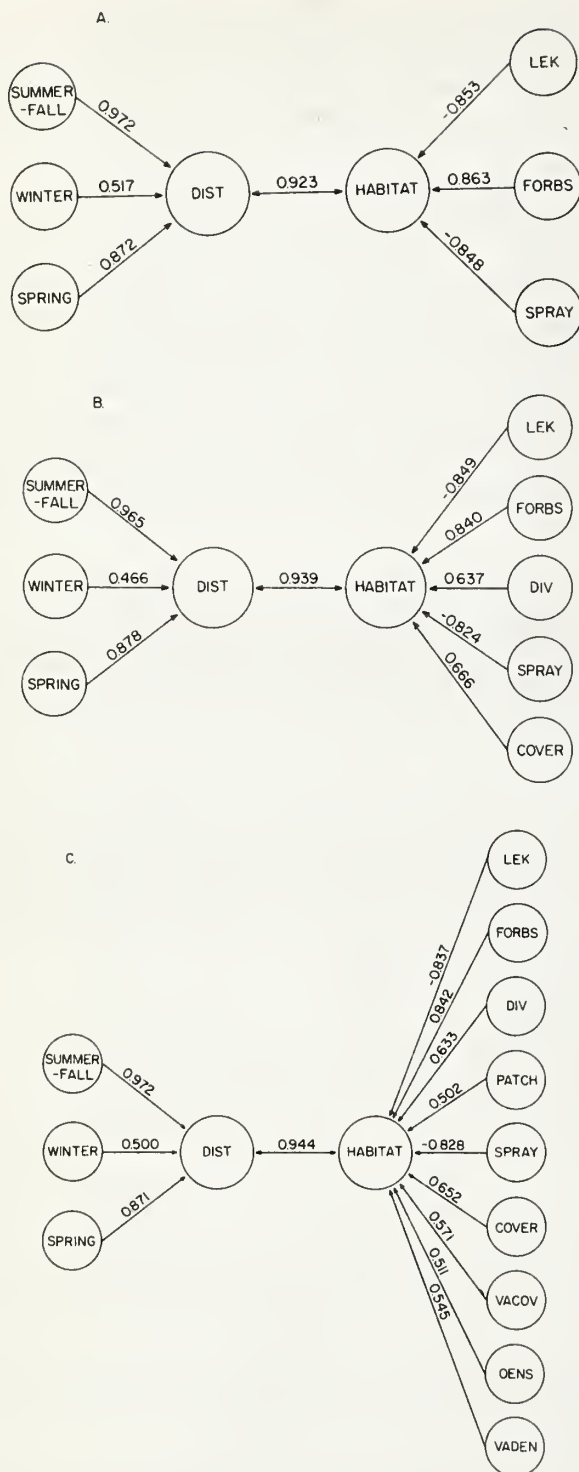 A.
SUMMER
-FALL
WINTER
SPRING
0.972
0.517
0.872
DIST
0.923
HABITAT
-0.853
0.863
-0.848
LEK
FORBS
SPRAY
B.
SUMMER
-FALL
WINTER
SPRING
0.965
0.466
0.878
DIST
0.939
HABITAT
-0.849
0.840
0.637
-0.824
0.666
LEK
FORBS
DIV
SPRAY
COVER
C.
SUMMER
-FALL
WINTER
SPRING
0.972
0.500
0.871
DIST
0.944
HABITAT
-0.837
0.842
0.633
0.502
-0.828
0.652
0.571
0.511
0.545
LEK
FORBS
DIV
PATCH
SPRAY
COVER
VACOV
OENS
VADEN